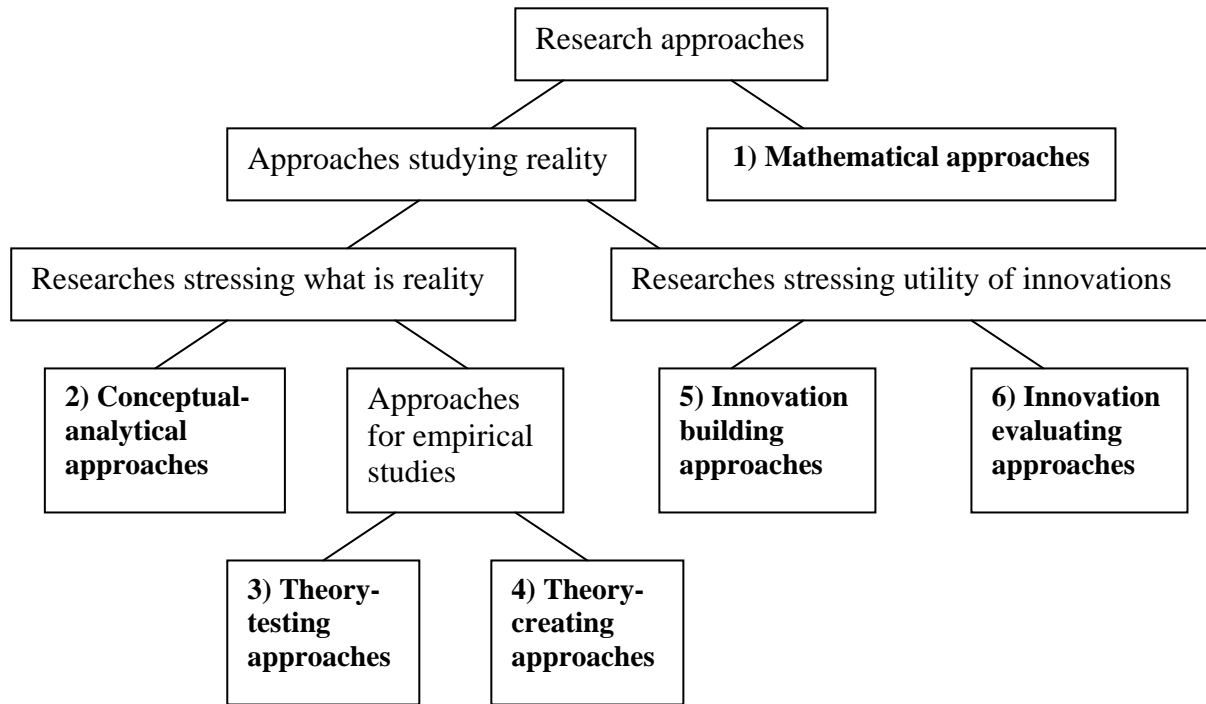 Research approaches
Approaches studying reality
1) Mathematical approaches
Researches stressing what is reality
Researches stressing utility of innovations
2) Conceptual-
analytical
approaches
Approaches
for empirical
studies
5) Innovation
building
approaches
6) Innovation
evaluating
approaches
3) Theory-
testing
approaches
4) Theory-
creating
approaches